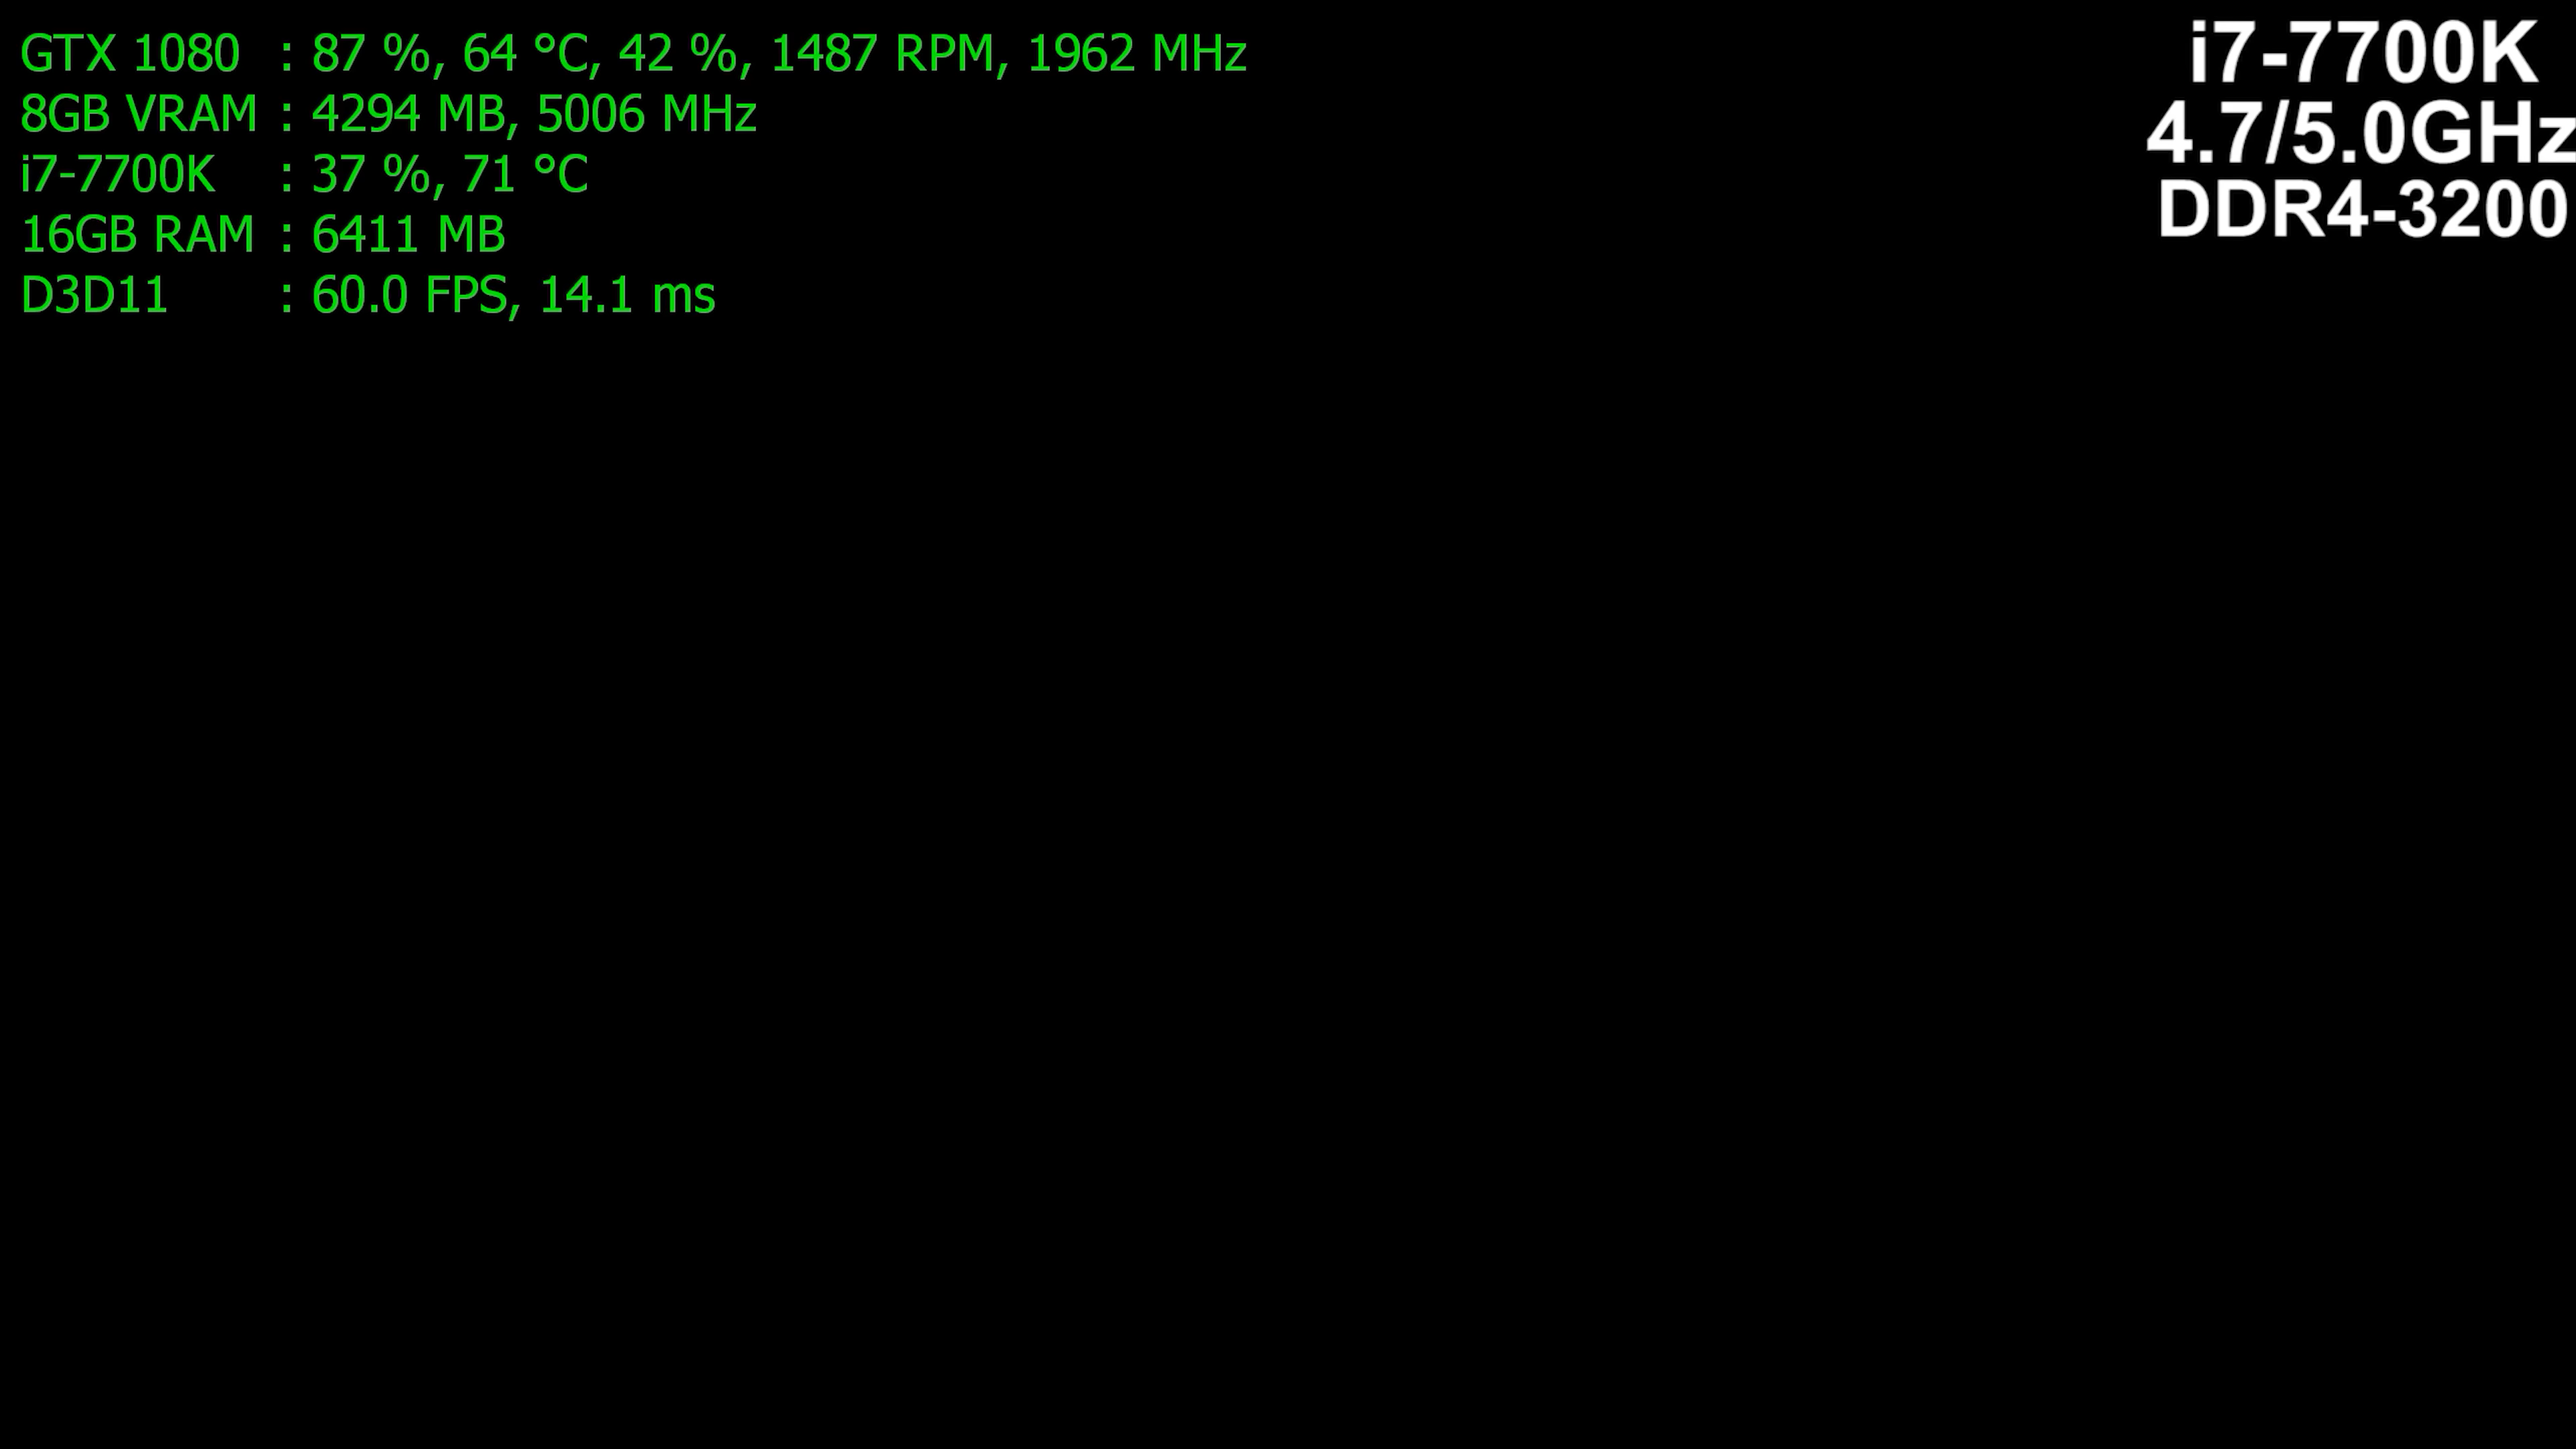 GTX 1080 : 87 %, 64 °C, 42 %, 1487 RPM, 1962 MHz
8GB VRAM : 4294 MB, 5006 MHz
i7-7700K : 37 %, 71 °C
16GB RAM : 6411 MB
D3D11 : 60.0 FPS, 14.1 ms
i7-7700K
4.7/5.0GHz
DDR4-3200